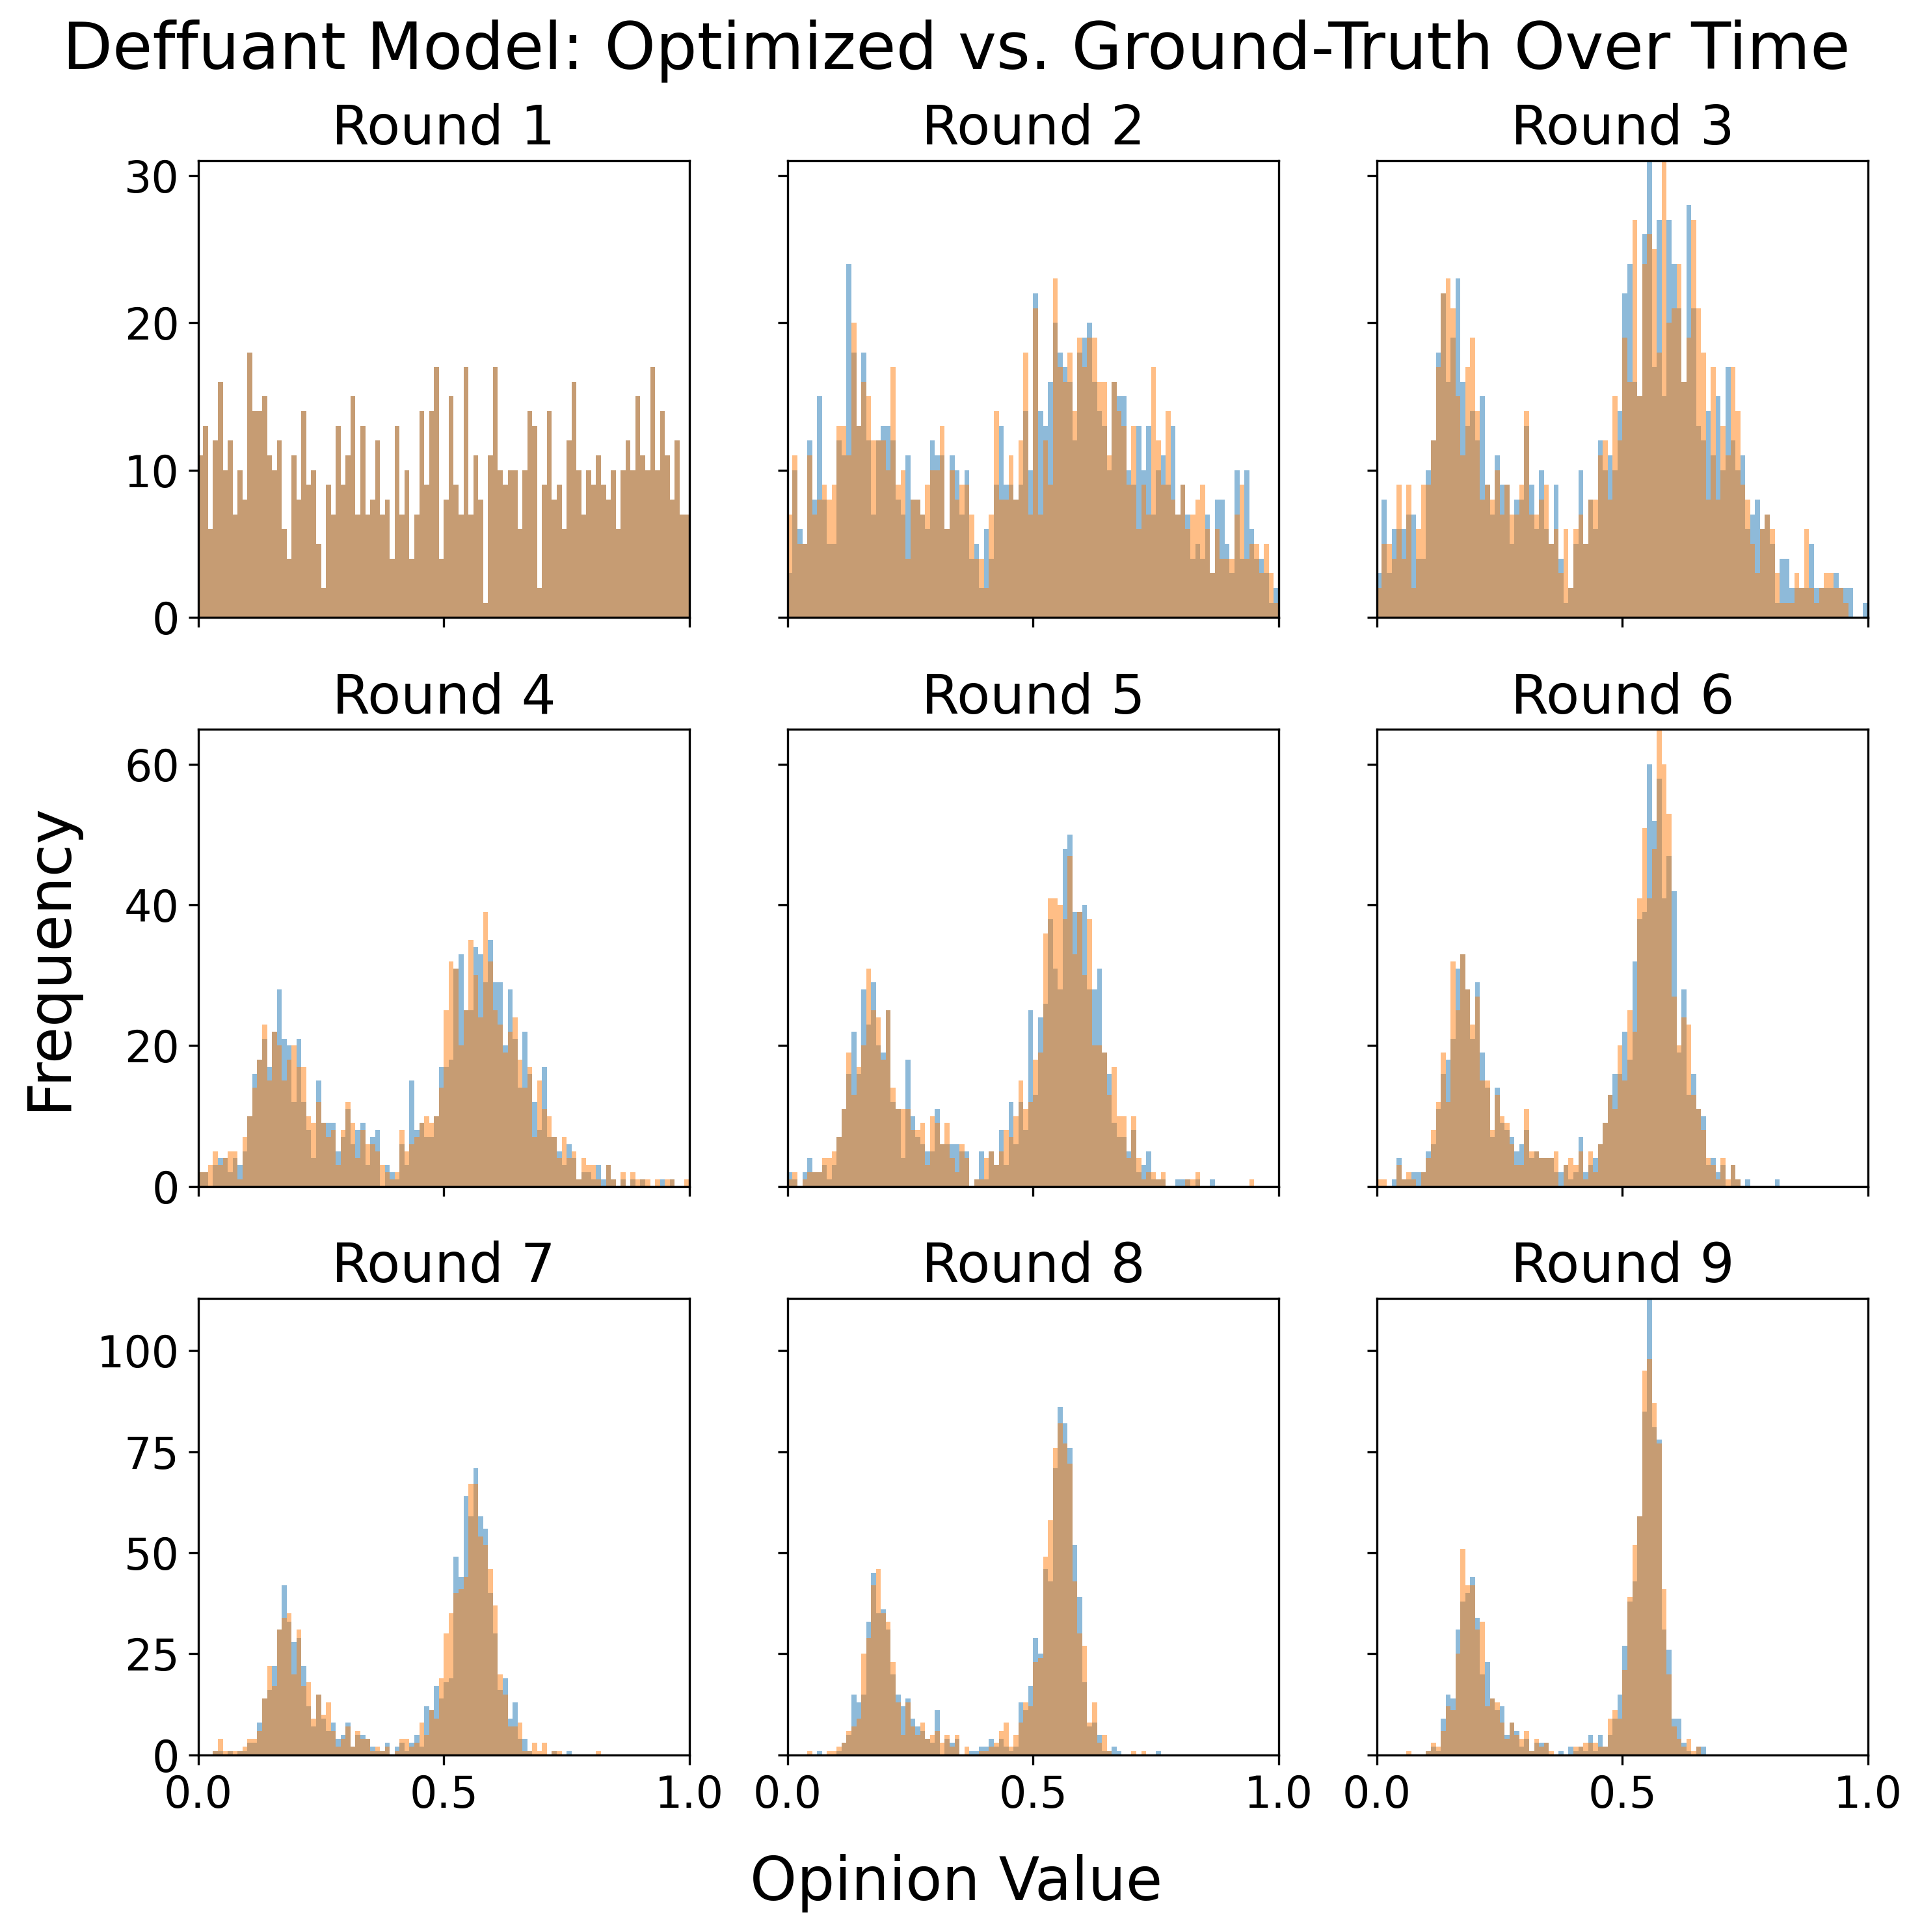 Deffuant Model: Optimized vs. Ground-Truth Over Time
Round 1
Round 2
Round 3
30
20
10
0
Round 4
Round 5
Round 6
60
40
20
0
Frequency
Round 7
Round 8
Round 9
100
75
50
25
0
0.0 0.5 1.0
0.0 0.5 1.0
0.0 0.5 1.0
Opinion Value